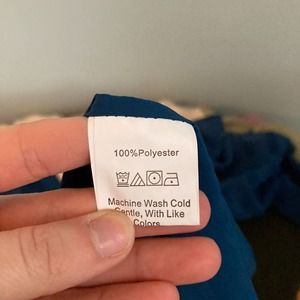 100%Polyester
Machine Wash Cold
Gentle, With Like
Colors